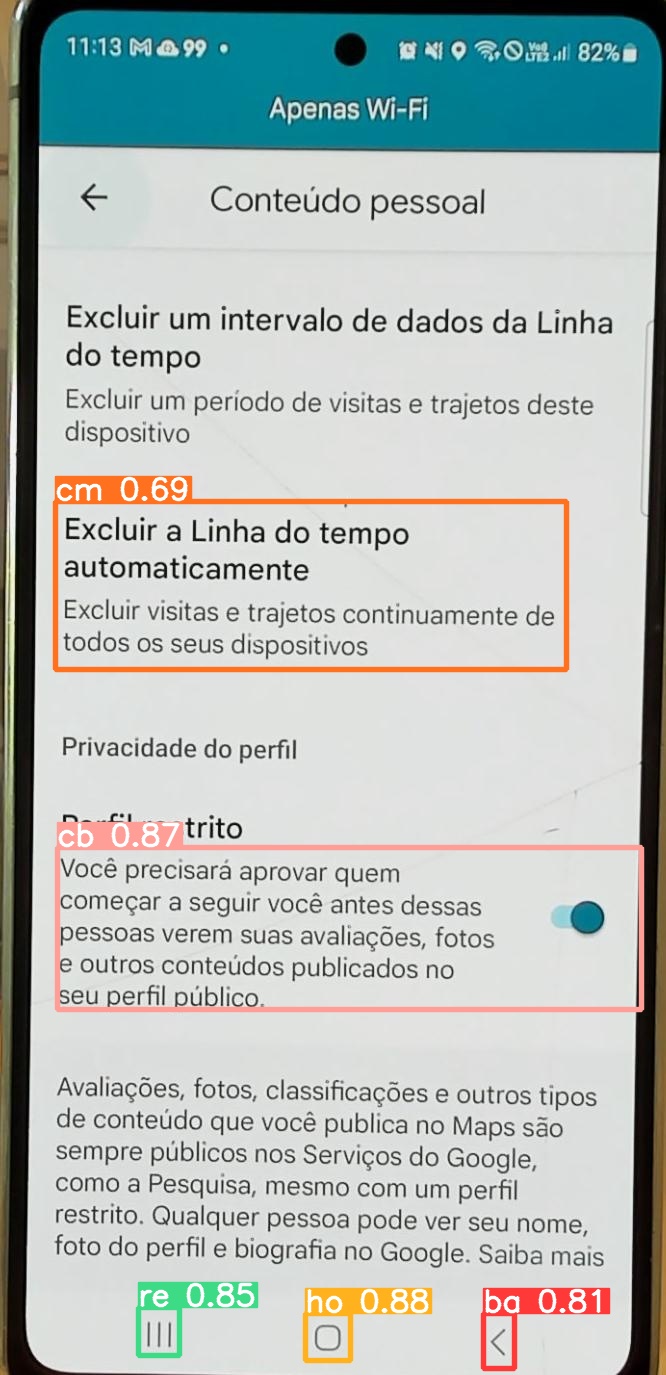 11:13 99 82%
Apenas Wi-Fi
Conteúdo pessoal
Excluir um intervalo de dados da Linha
do tempo
Excluir um período de visitas e trajetos deste
dispositivo
cm 0.69
Excluir a Linha do tempo
automaticamente
Excluir visitas e trajetos continuamente de
todos os seus dispositivos
Privacidade do perfil
cb 0.87
Você precisará aprovar quem
começar a seguir você antes dessas
pessoas verem suas avaliações, fotos
e outros conteúdos publicados no
seu perfil público.
Avaliações, fotos, classificações e outros tipos
de conteúdo que você publica no Maps são
sempre públicos nos Serviços do Google,
como a Pesquisa, mesmo com um perfil
restrito. Qualquer pessoa pode ver seu nome,
foto do perfil e biografia no Google. Saiba mais
re 0.85 ho 0.88 ba 0.81